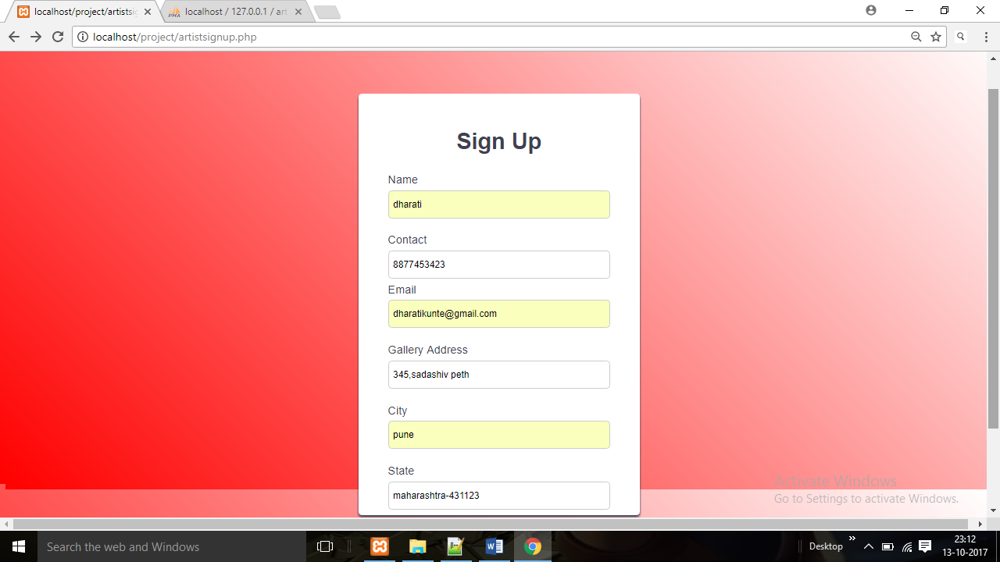 localhost/project/artistsi
localhost / 127.0.0.1 / art
localhost/project/artistsignup.php
Sign Up
Name
dharati
Contact
8877453423
Email
dharatikunte@gmail.com
Gallery Address
345,sadashiv peth
City
pune
State
maharashtra-431123
Activate Windows
Go to Settings to activate Windows.
Search the web and Windows
Desktop
23:12
13-10-2017